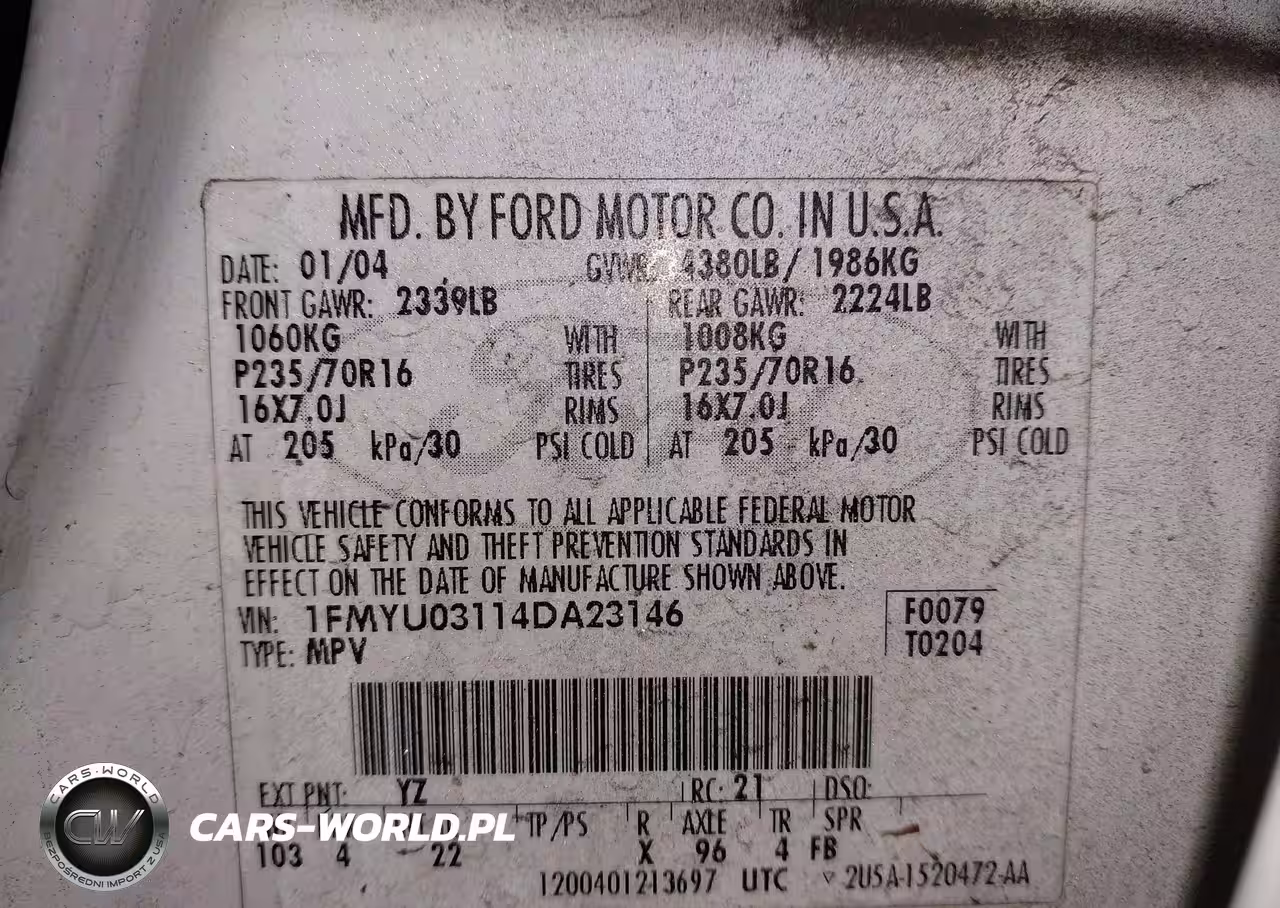 MFD. BY FORD MOTOR CO. IN U.S.A.
DATE: 01/04 GVWR: 4380LB/ 1986KG
FRONT GAWR: 2339LB REAR GAWR: 2224LB
1060KG WITH 1008KG WITH
P235/70R16 TIRES P235/70R16 TIRES
16X7.0J RIMS 16X7.0J RIMS
AT 205 kPa/30 PSI COLD AT 205 kPa/30 PSI COLD
THIS VEHICLE CONFORMS TO ALL APPLICABLE FEDERAL MOTOR
VEHICLE SAFETY AND THEFT PREVENTION STANDARDS IN
EFFECT ON THE DATE OF MANUFACTURE SHOWN ABOVE.
VIN: 1FMYU03114DA23146 F0079
TYPE: MPV T0204
EXT PNT: YZ RC: 21 DSO:
TP/PS R AXLE TR SPR
103 4 22 X 96 4 FB
1200401213697 UTC ▽ 2U5A-1520472-AA
CARS-WORLD
CW
BEZPOŚREDNI IMPORT Z USA
CARS-WORLD.PL